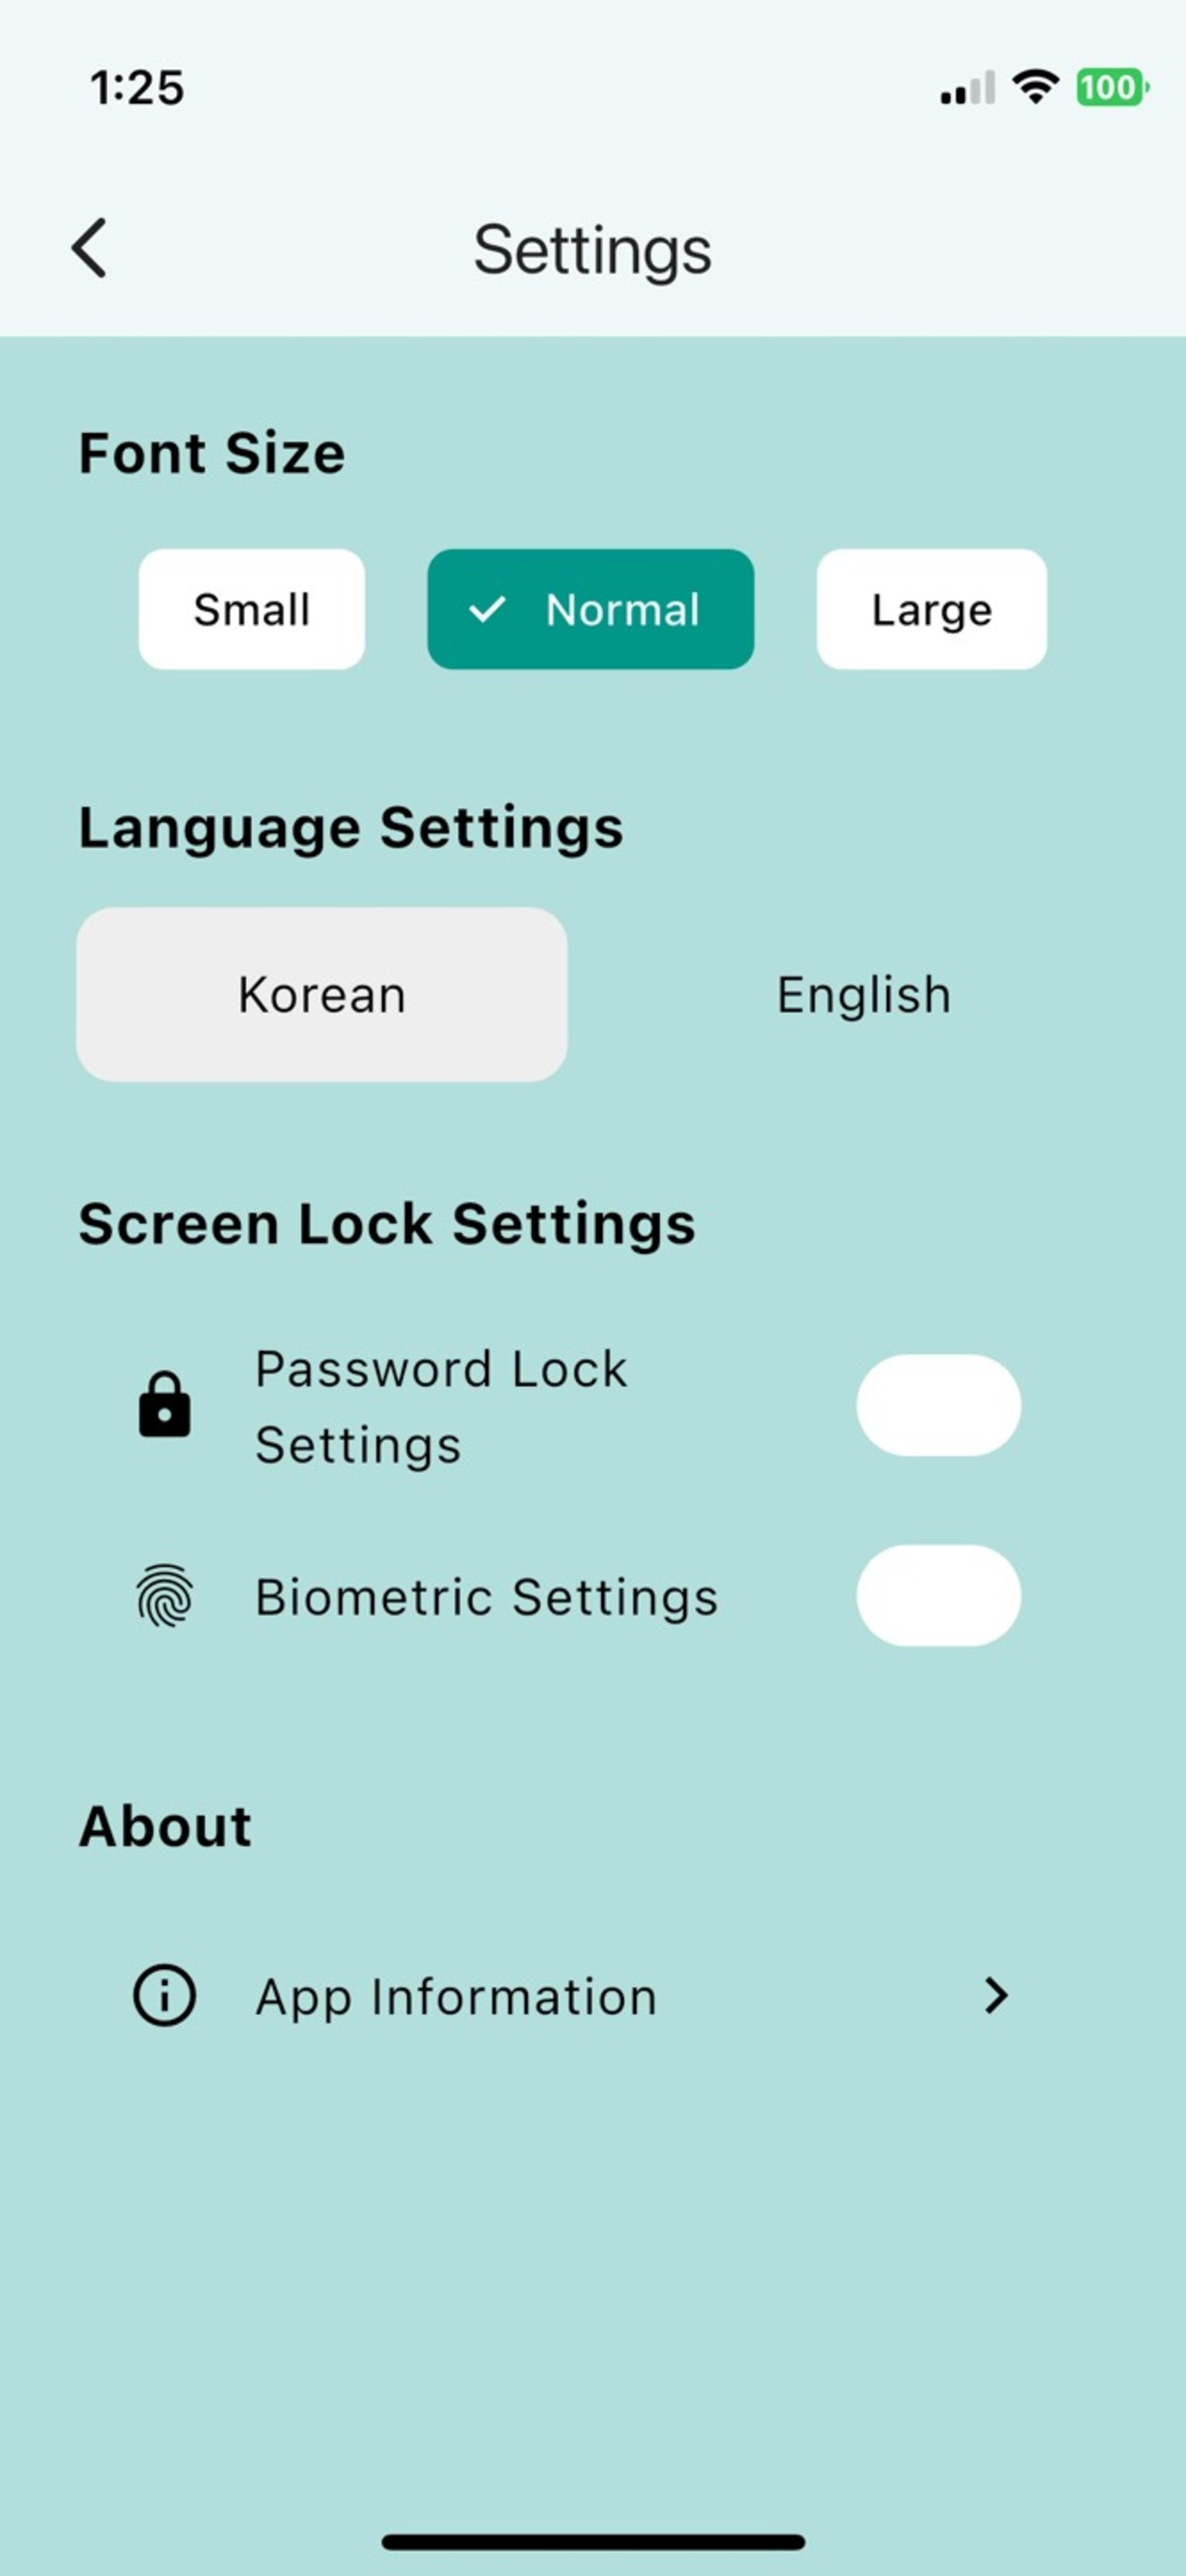 1:25
100
Settings
Font Size
Small
Normal
Large
Language Settings
Korean
English
Screen Lock Settings
Password Lock
Settings
Biometric Settings
About
App Information